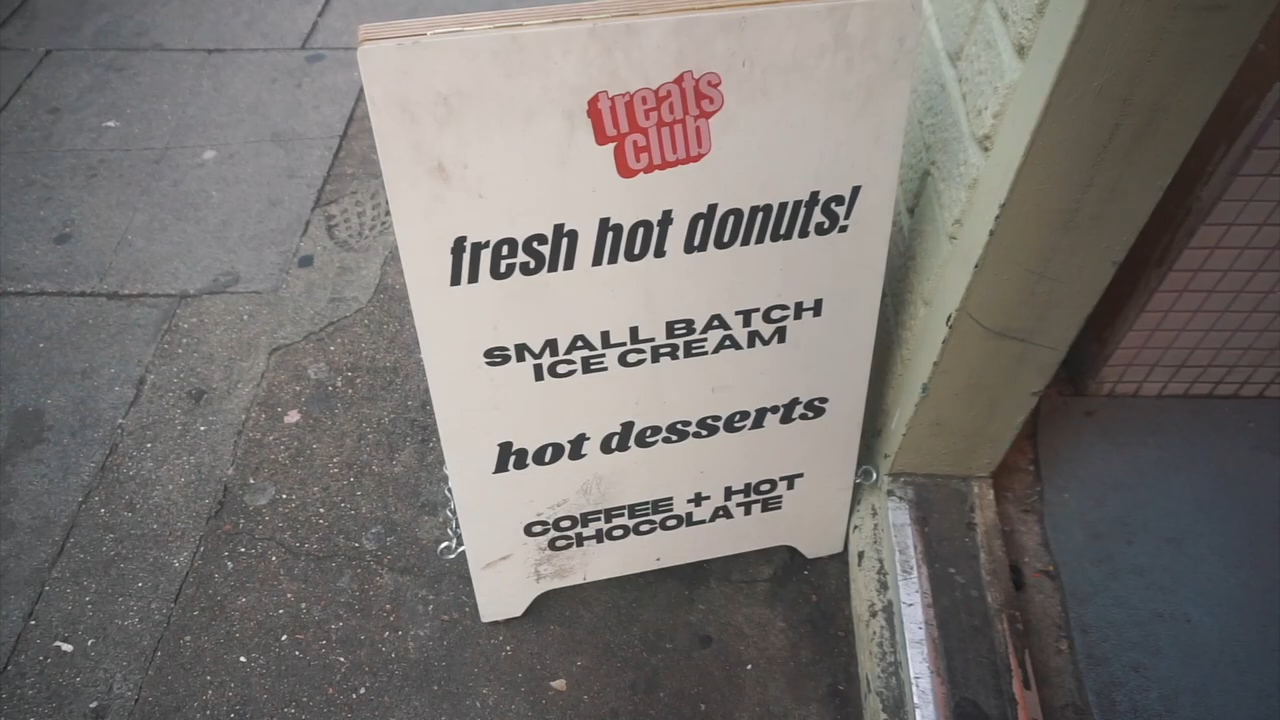 treats
club
fresh hot donuts!
SMALL BATCH
ICE CREAM
hot desserts
COFFEE + HOT
CHOCOLATE